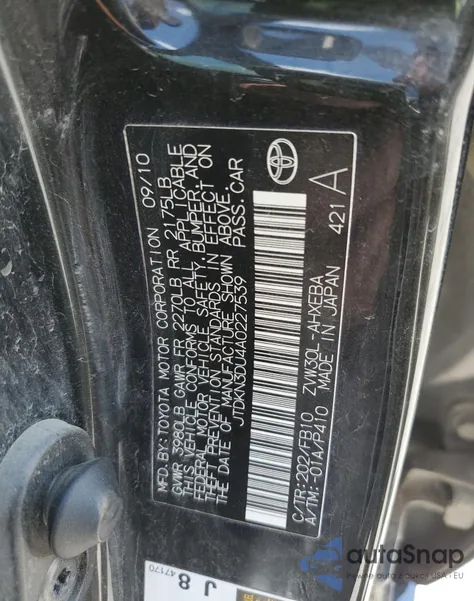 MFD.BY:TOYOTA MOTOR CORPORATION 09/10
GVWR 3980LB GAWR FR 2270LB RR 2175LB
THIS VEHICLE CONFORMS TO ALL APPLICABLE
FEDERAL MOTOR VEHICLE SAFETY, BUMPER, AND
THEFT PREVENTION STANDARDS IN EFFECT ON
THE DATE OF MANUFACTURE SHOWN ABOVE.
JTDKN3DU4A0227539 PASS.CAR
C/TR:202/FB10 ZVW30L-AHXEBA
A/TM:-01A/P410 MADE IN JAPAN 421 A
J 8
47170
autoSnap